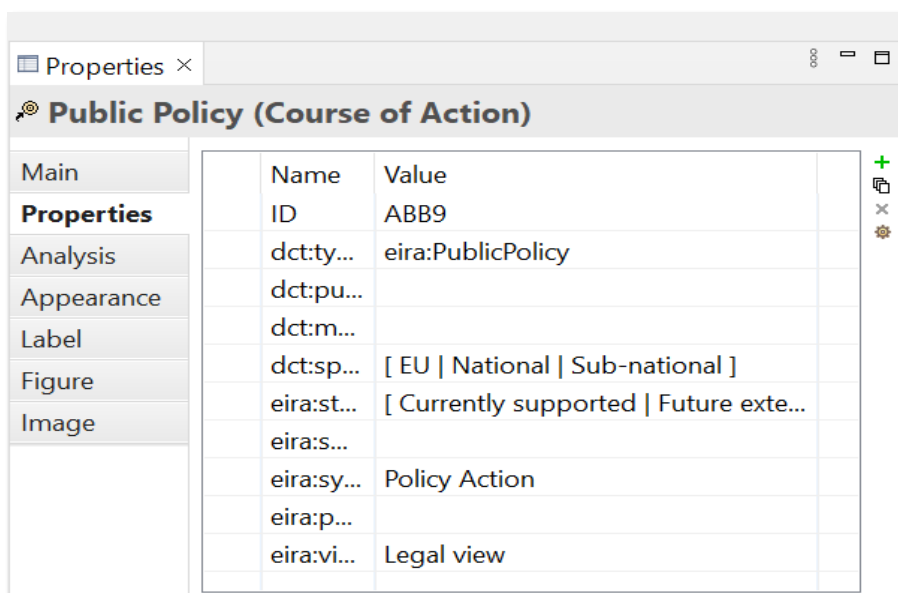 Properties
Public Policy (Course of Action)
Main
Properties
Analysis
Appearance
Label
Figure
Image
Name Value
ID ABB9
dct:ty... eira:PublicPolicy
dct:pu...
dct:m...
dct:sp... [ EU | National | Sub-national ]
eira:st... [ Currently supported | Future exte...
eira:s...
eira:sy... Policy Action
eira:p...
eira:vi... Legal view